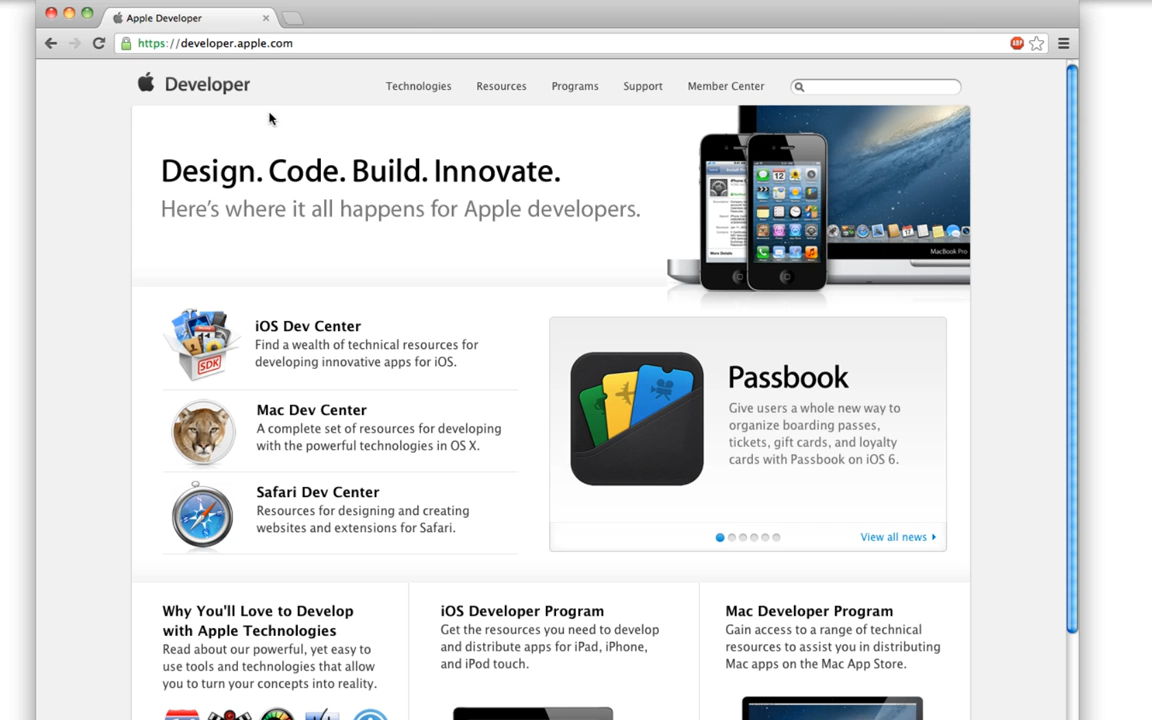 Apple Developer
https://developer.apple.com
ABP
Developer
Technologies
Resources
Programs
Support
Member Center
Design. Code. Build. Innovate.
Here's where it all happens for Apple developers.
MacBook Pro
iOS Dev Center
Find a wealth of technical resources for
developing innovative apps for iOS.
SDK
Mac Dev Center
A complete set of resources for developing
with the powerful technologies in OS X.
Safari Dev Center
Resources for designing and creating
websites and extensions for Safari.
Passbook
Give users a whole new way to
organize boarding passes,
tickets, gift cards, and loyalty
cards with Passbook on iOS 6.
View all news
Why You'll Love to Develop
with Apple Technologies
Read about our powerful, yet easy to
use tools and technologies that allow
you to turn your concepts into reality.
iOS Developer Program
Get the resources you need to develop
and distribute apps for iPad, iPhone,
and iPod touch.
Mac Developer Program
Gain access to a range of technical
resources to assist you in distributing
Mac apps on the Mac App Store.